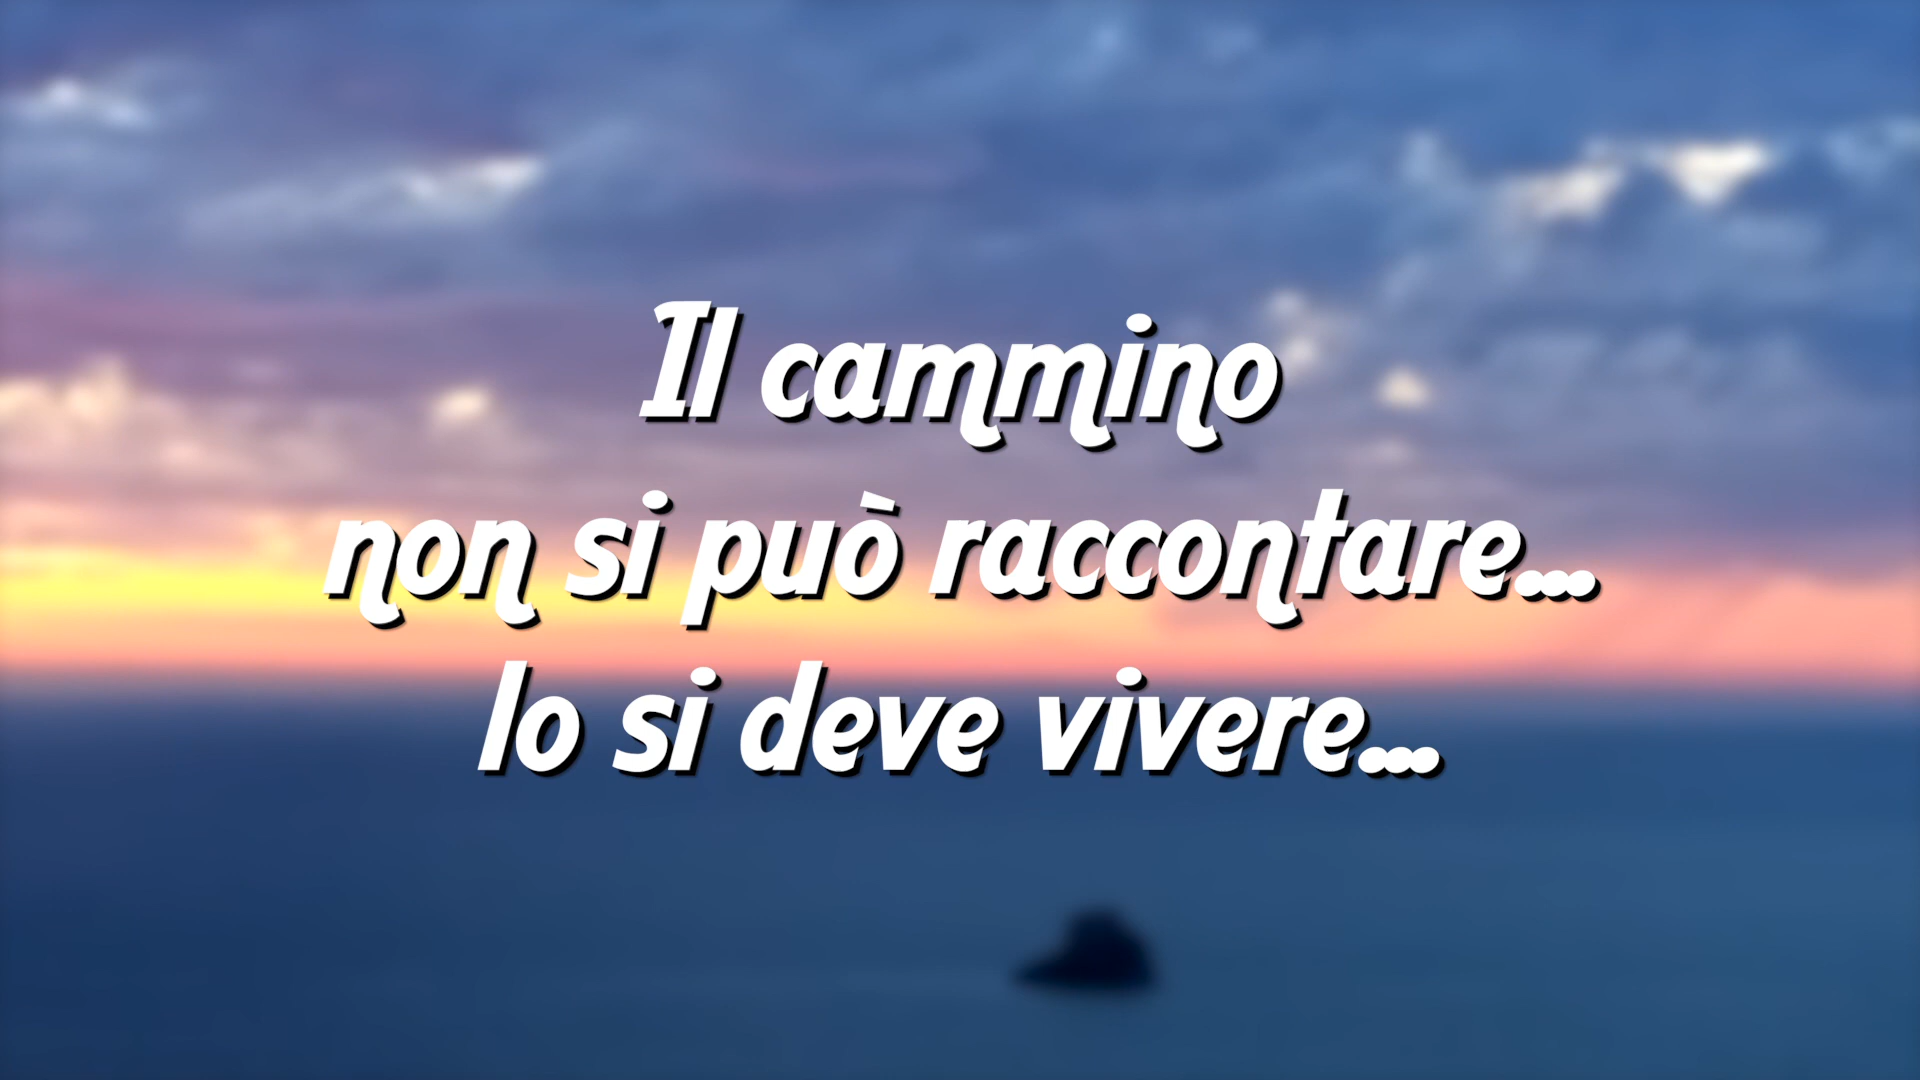 Il cammino
non si può raccontare...
lo si deve vivere...